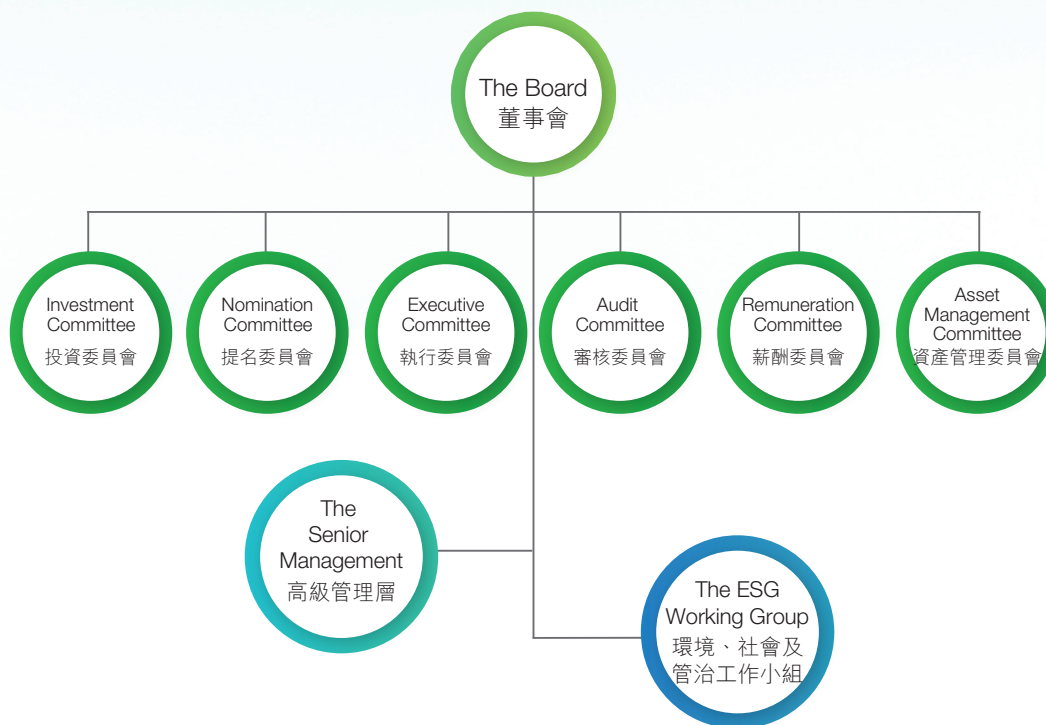 The Board
董事會
Investment
Committee
投資委員會
Nomination
Committee
提名委員會
Executive
Committee
執行委員會
Audit
Committee
審核委員會
Remuneration
Committee
薪酬委員會
Asset
Management
Committee
資產管理委員會
The
Senior
Management
高級管理層
The ESG
Working Group
環境、社會及
管治工作小組